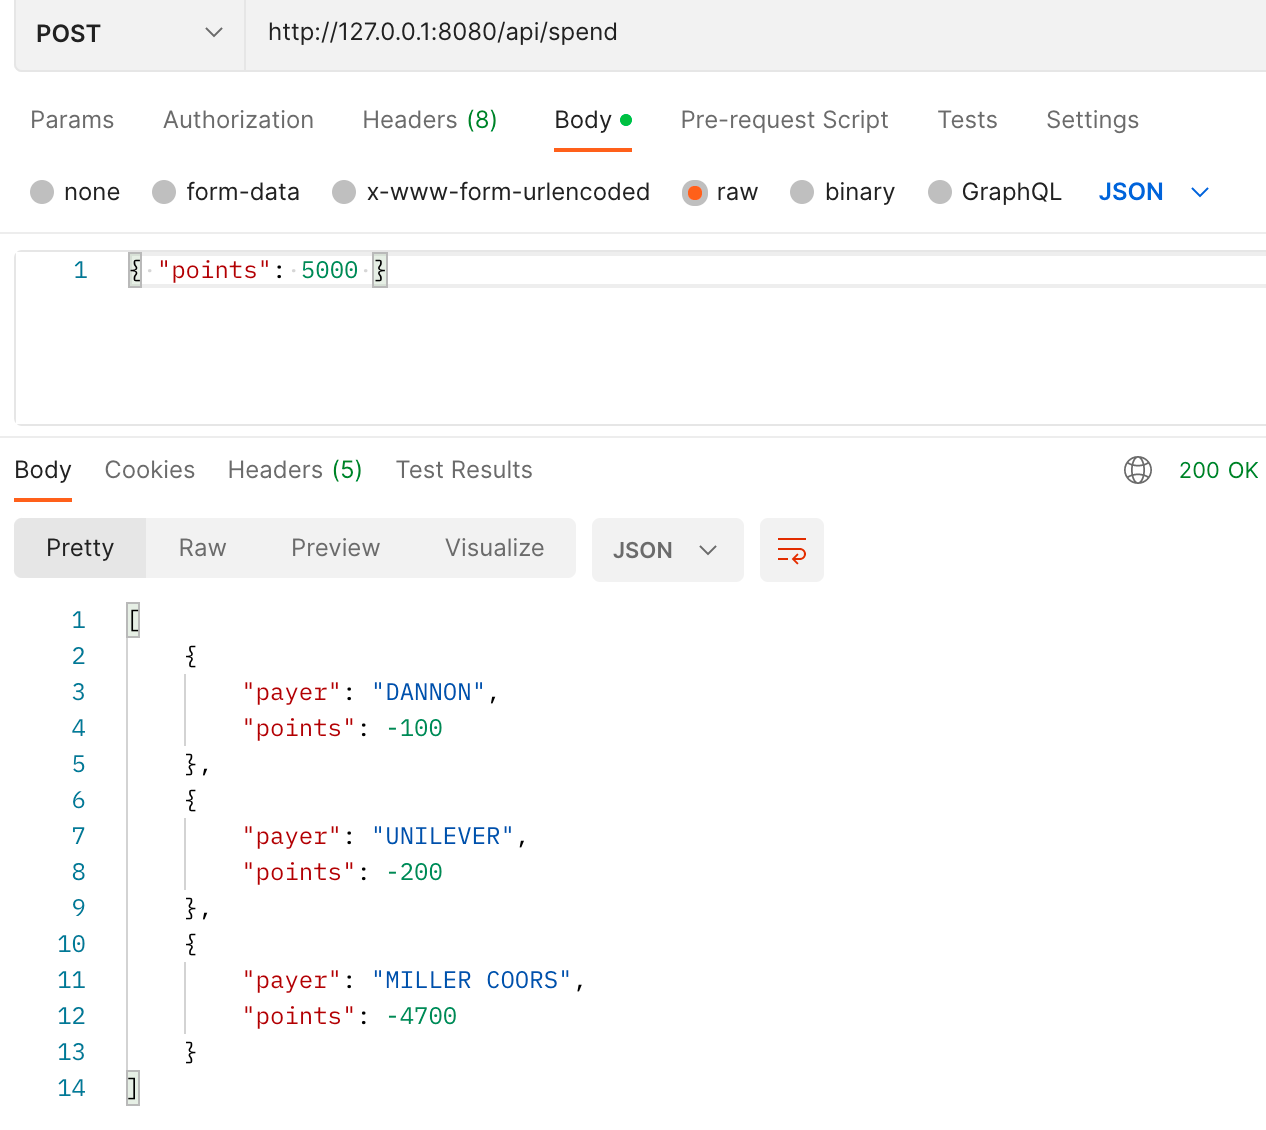 POST http://127.0.0.1:8080/api/spend
Params Authorization Headers (8) Body Pre-request Script Tests Settings
none form-data x-www-form-urlencoded raw binary GraphQL JSON
1 { "points": 5000 }
Body Cookies Headers (5) Test Results 200 OK
Pretty Raw Preview Visualize JSON
1 [
2 {
3 "payer": "DANNON",
4 "points": -100
5 },
6 {
7 "payer": "UNILEVER",
8 "points": -200
9 },
10 {
11 "payer": "MILLER COORS",
12 "points": -4700
13 }
14 ]